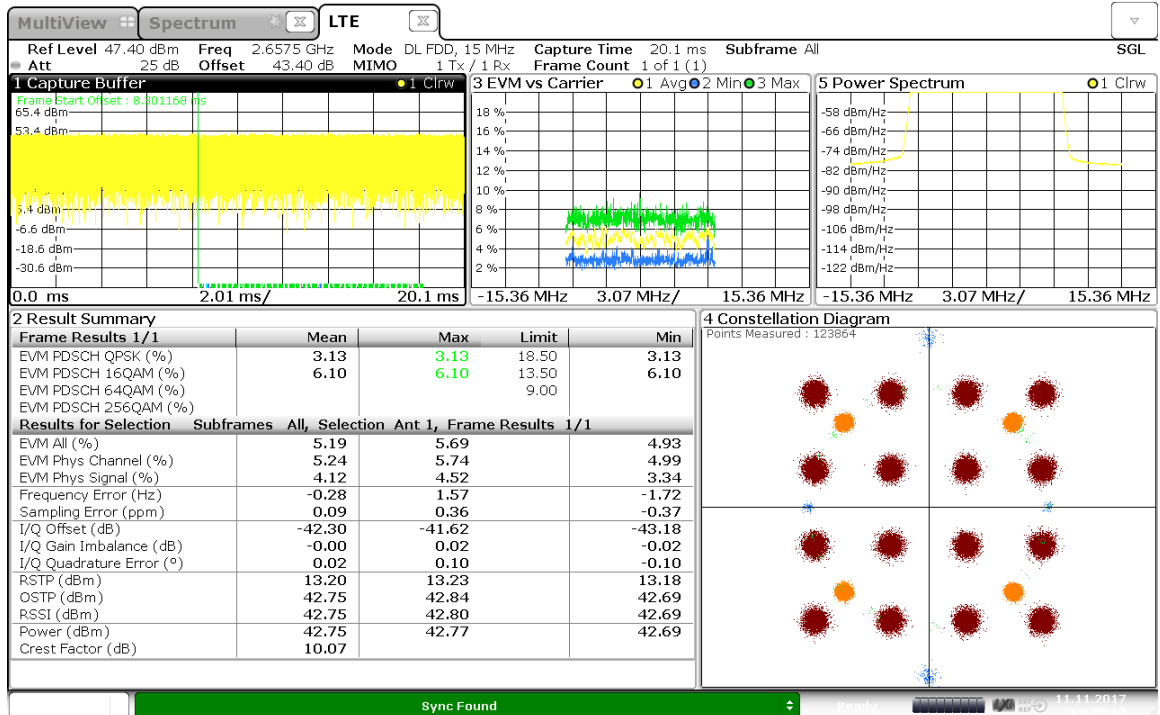 MultiView Spectrum LTE
Ref Level 47.40 dBm Freq 2.6575 GHz Mode DL FDD, 15 MHz Capture Time 20.1 ms Subframe All SGL
Att 25 dB Offset 43.40 dB MIMO 1 Tx / 1 Rx Frame Count 1 of 1 (1)
1 Capture Buffer 1 Clrw
Frame Start Offset : 8.301168 ms
65.4 dBm
53.4 dBm
5.4 dBm
-6.6 dBm
-18.6 dBm
-30.6 dBm
0.0 ms 2.01 ms/ 20.1 ms
3 EVM vs Carrier 1 Avg 2 Min 3 Max
18 %
16 %
14 %
12 %
10 %
8 %
6 %
4 %
2 %
-15.36 MHz 3.07 MHz/ 15.36 MHz
5 Power Spectrum 1 Clrw
-58 dBm/Hz
-66 dBm/Hz
-74 dBm/Hz
-82 dBm/Hz
-90 dBm/Hz
-98 dBm/Hz
-106 dBm/Hz
-114 dBm/Hz
-122 dBm/Hz
-15.36 MHz 3.07 MHz/ 15.36 MHz
2 Result Summary
Frame Results 1/1 Mean Max Limit Min
EVM PDSCH QPSK (%) 3.13 3.13 18.50 3.13
EVM PDSCH 16QAM (%) 6.10 6.10 13.50 6.10
EVM PDSCH 64QAM (%) 9.00
EVM PDSCH 256QAM (%)
Results for Selection Subframes All, Selection Ant 1, Frame Results 1/1
EVM All (%) 5.19 5.69 4.93
EVM Phys Channel (%) 5.24 5.74 4.99
EVM Phys Signal (%) 4.12 4.52 3.34
Frequency Error (Hz) -0.28 1.57 -1.72
Sampling Error (ppm) 0.09 0.36 -0.37
I/Q Offset (dB) -42.30 -41.62 -43.18
I/Q Gain Imbalance (dB) -0.00 0.02 -0.02
I/Q Quadrature Error (º) 0.02 0.10 -0.10
RSTP (dBm) 13.20 13.23 13.18
OSTP (dBm) 42.75 42.84 42.69
RSSI (dBm) 42.75 42.80 42.69
Power (dBm) 42.75 42.77 42.69
Crest Factor (dB) 10.07
4 Constellation Diagram
Points Measured : 123864
Sync Found
Ready
LXI
11.11.2017